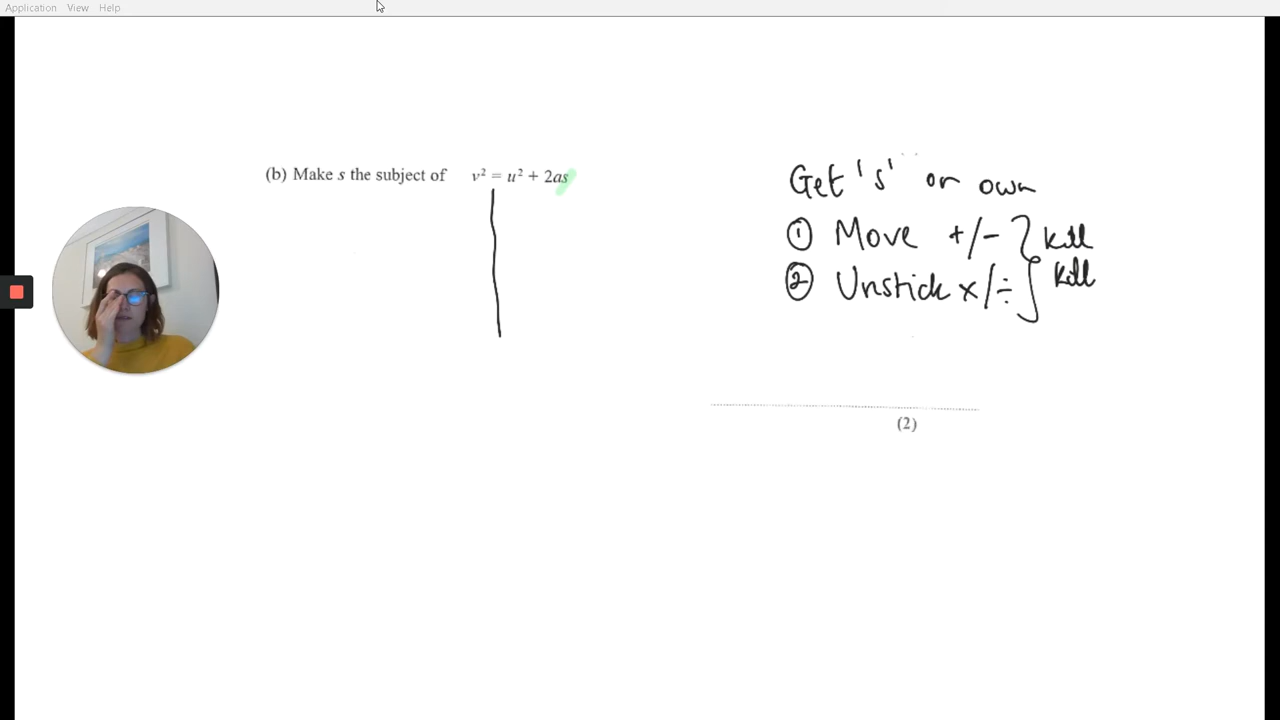 Application View Help
(b) Make s the subject of v² = u² + 2as
Get 's' or own
① Move +/- } kill
② Unstick ×/÷ } kill
(2)